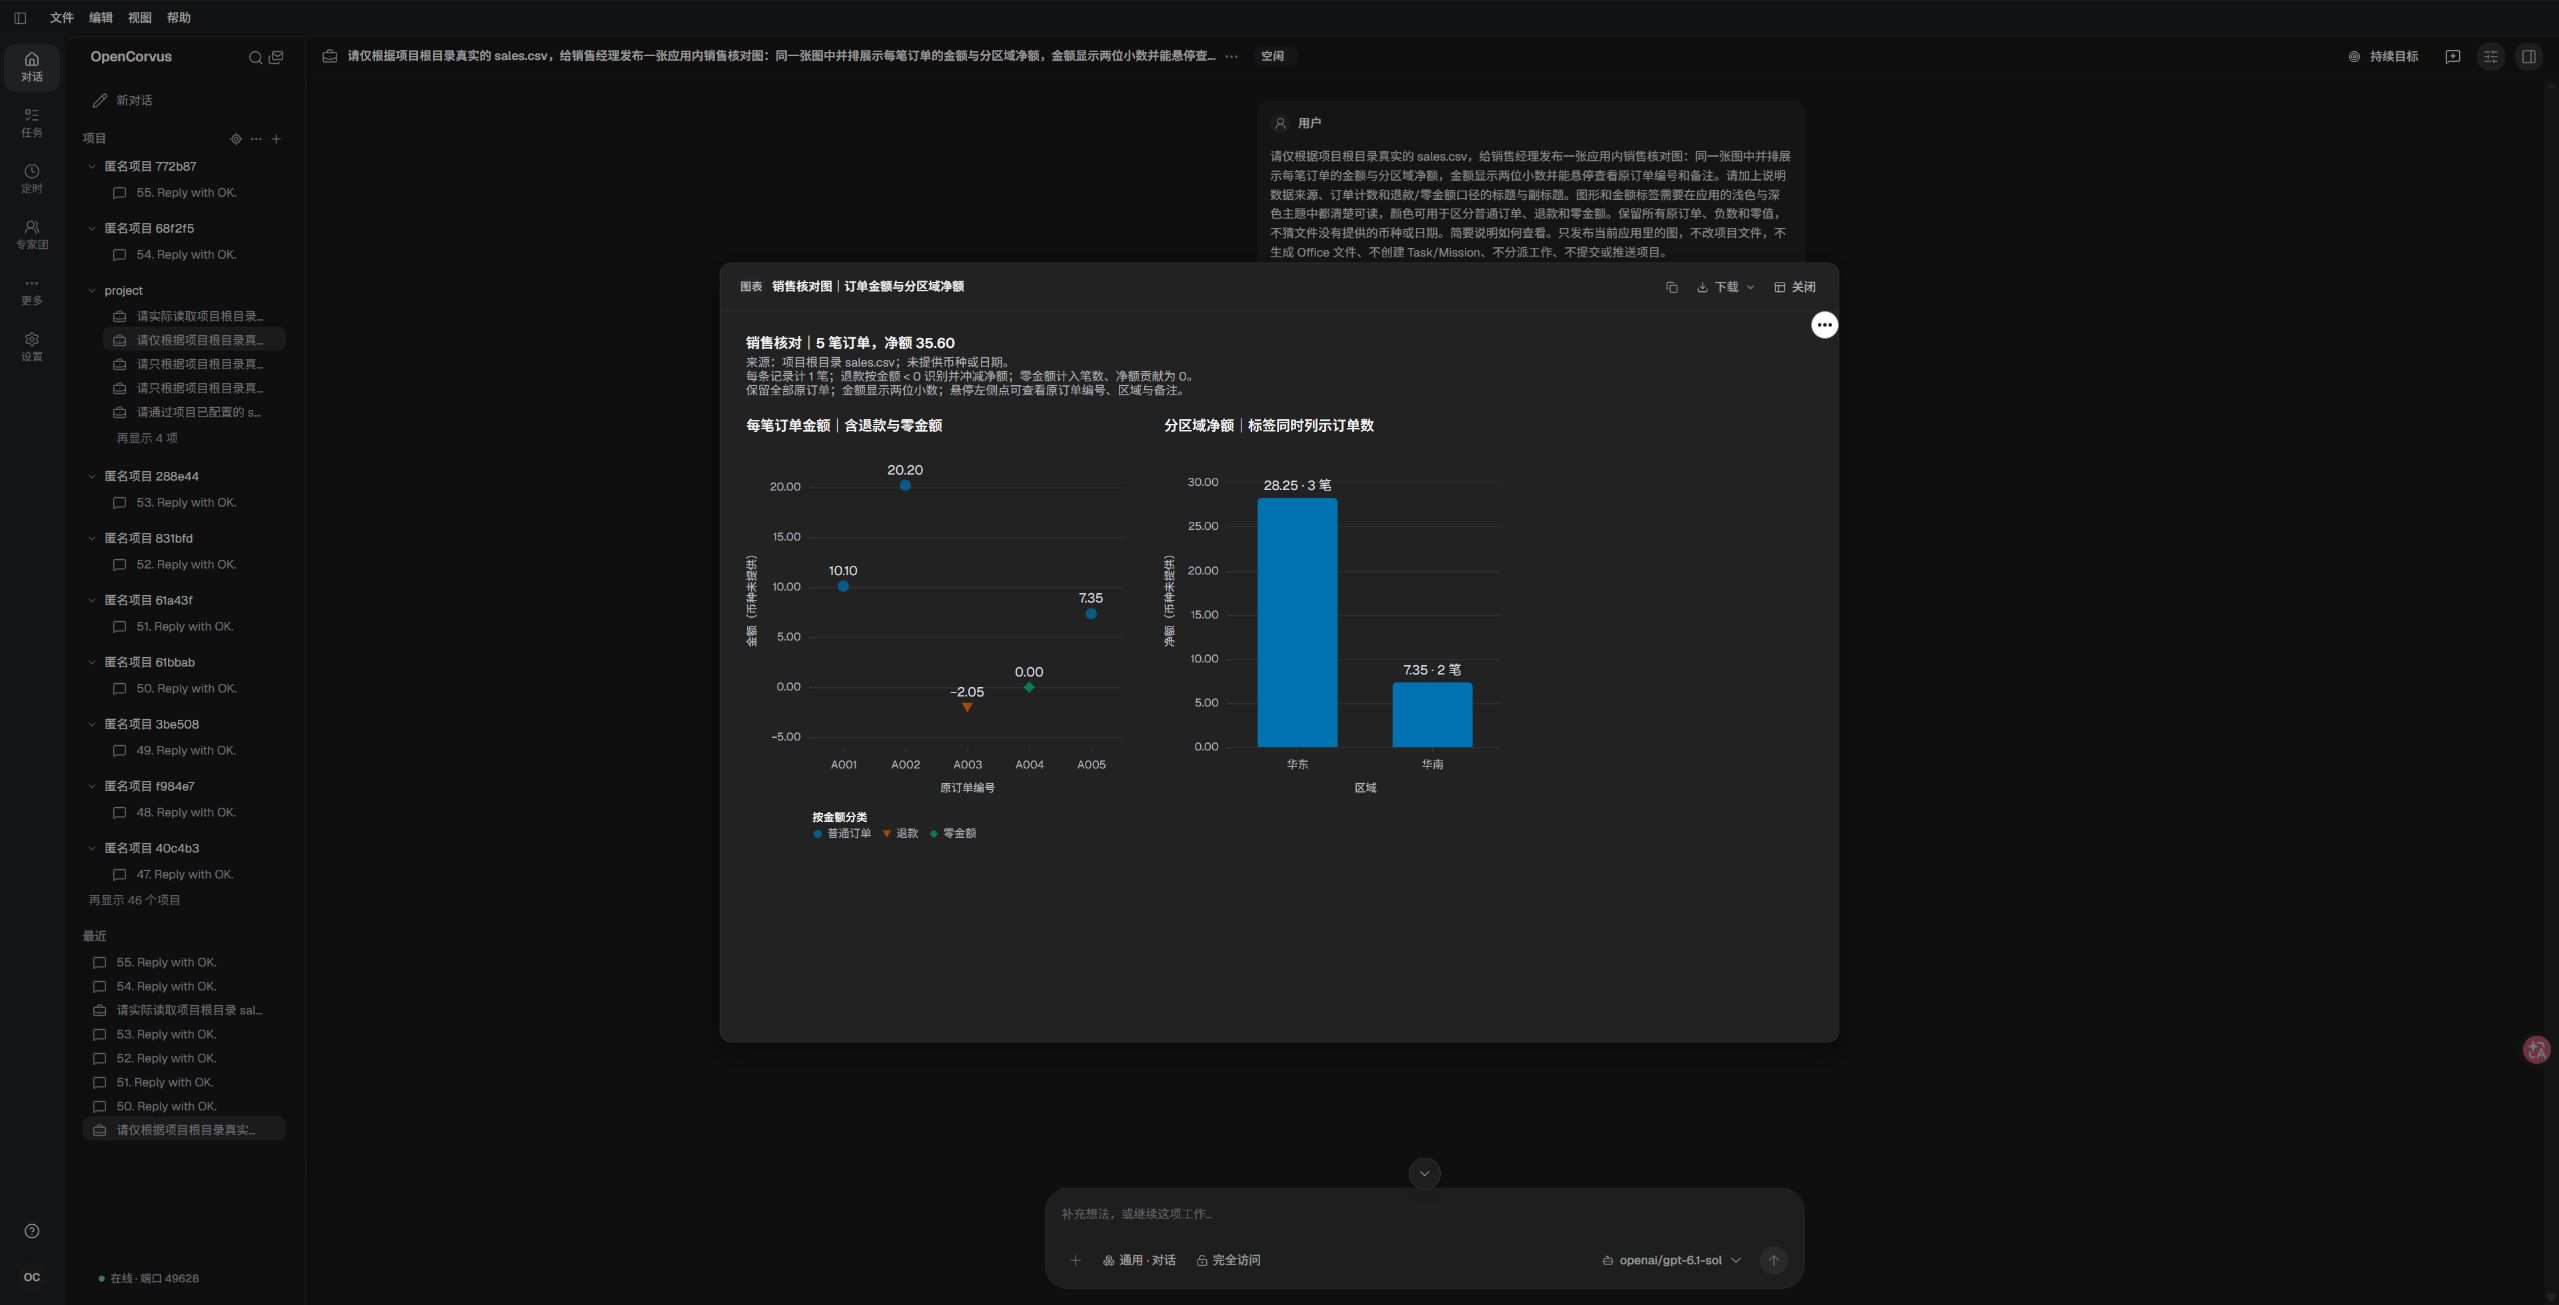 文件 编辑 视图 帮助
对话
任务
定时
专家团
更多
设置
OC
OpenCorvus
新对话
项目
匿名项目 772b87
55. Reply with OK.
匿名项目 68f2f5
54. Reply with OK.
project
请实际读取项目根目录...
请仅根据项目根目录真...
请只根据项目根目录真...
请只根据项目根目录真...
请通过项目已配置的 s...
再显示 4 项
匿名项目 288e44
53. Reply with OK.
匿名项目 831bfd
52. Reply with OK.
匿名项目 61a43f
51. Reply with OK.
匿名项目 61bbab
50. Reply with OK.
匿名项目 3be508
49. Reply with OK.
匿名项目 f984e7
48. Reply with OK.
匿名项目 40c4b3
47. Reply with OK.
再显示 46 个项目
最近
55. Reply with OK.
54. Reply with OK.
请实际读取项目根目录 sal...
53. Reply with OK.
52. Reply with OK.
51. Reply with OK.
50. Reply with OK.
请仅根据项目根目录真实...
在线 · 端口 49628
请仅根据项目根目录真实的 sales.csv，给销售经理发布一张应用内销售核对图：同一张图中并排展示每笔订单的金额与分区域净额，金额显示两位小数并能悬停查... 空闲
持续目标
用户
请仅根据项目根目录真实的 sales.csv，给销售经理发布一张应用内销售核对图：同一张图中并排展
示每笔订单的金额与分区域净额，金额显示两位小数并能悬停查看原订单编号和备注。请加上说明
数据来源、订单计数和退款/零金额口径的标题与副标题。图形和金额标签需要在应用的浅色与深
色主题中都清楚可读，颜色可用于区分普通订单、退款和零金额。保留所有原订单、负数和零值，
不猜文件没有提供的币种或日期。简要说明如何查看。只发布当前应用里的图，不改项目文件，不
生成 Office 文件、不创建 Task/Mission、不分派工作、不提交或推送项目。
图表 销售核对图｜订单金额与分区域净额
下载 关闭
销售核对｜5 笔订单，净额 35.60
来源：项目根目录 sales.csv；未提供币种或日期。
每条记录计 1 笔；退款按金额 < 0 识别并冲减净额；零金额计入笔数、净额贡献为 0。
保留全部原订单；金额显示两位小数；悬停左侧点可查看原订单编号、区域与备注。
每笔订单金额｜含退款与零金额
金额（币种未提供）
20.00
15.00
10.00
5.00
0.00
−5.00
10.10
20.20
−2.05
0.00
7.35
A001 A002 A003 A004 A005
原订单编号
按金额分类
普通订单 退款 零金额
分区域净额｜标签同时列示订单数
净额（币种未提供）
30.00
25.00
20.00
15.00
10.00
5.00
0.00
28.25 · 3 笔
7.35 · 2 笔
华东 华南
区域
补充想法，或继续这项工作...
通用 · 对话 完全访问
openai/gpt-6.1-sol